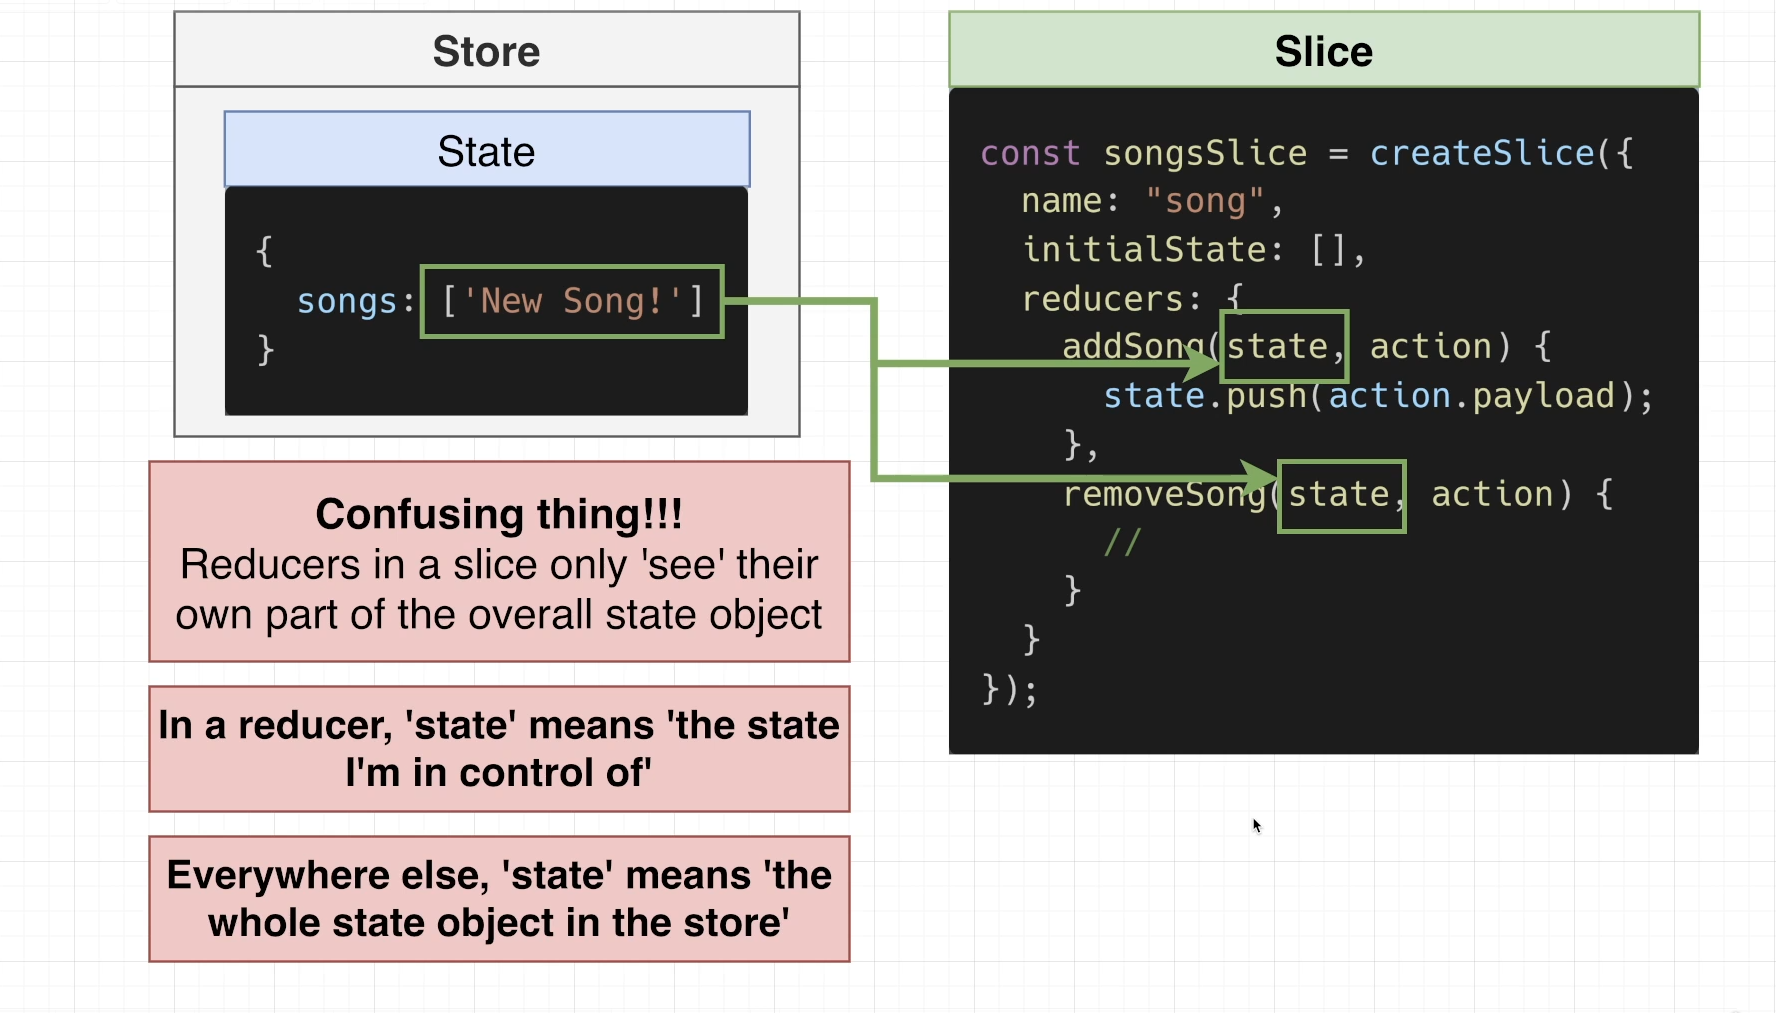 Store
State
{
songs: ['New Song!']
}
Confusing thing!!!
Reducers in a slice only 'see' their
own part of the overall state object
In a reducer, 'state' means 'the state
I'm in control of'
Everywhere else, 'state' means 'the
whole state object in the store'
Slice
const songsSlice = createSlice({
name: "song",
initialState: [],
reducers: {
addSong(state, action) {
state.push(action.payload);
},
removeSong(state, action) {
//
}
}
});